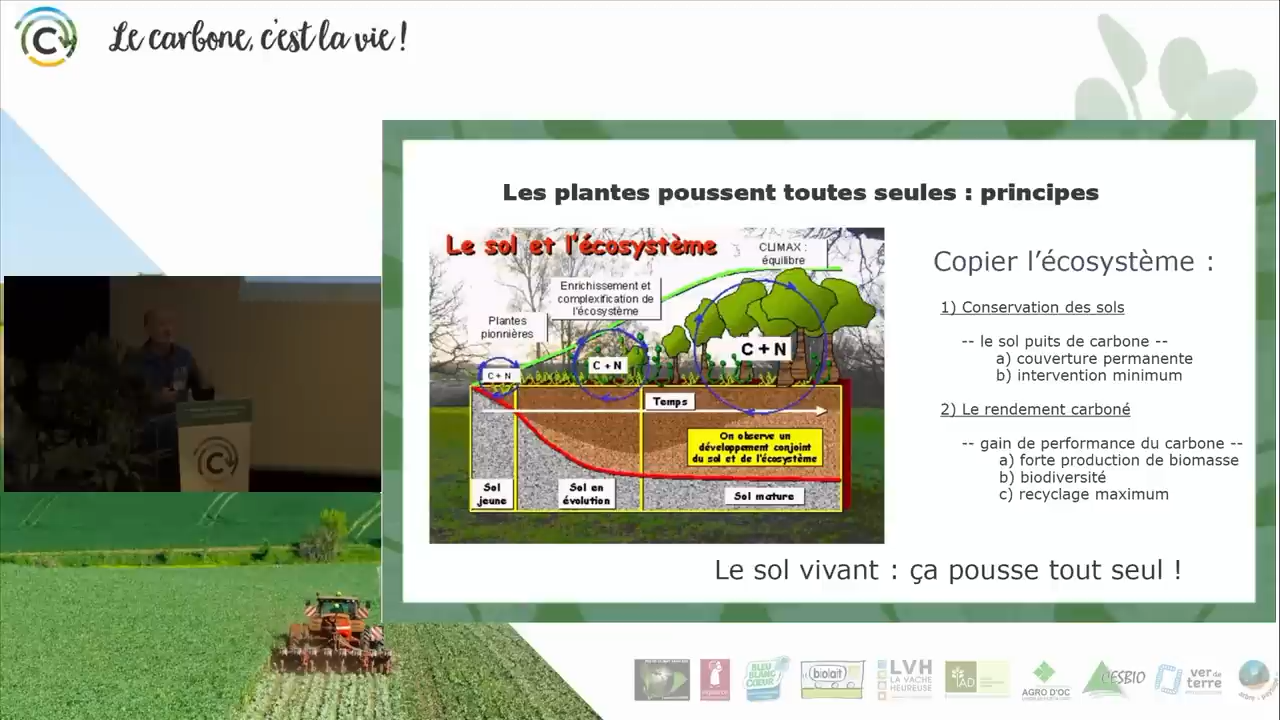 Le carbone, c'est la vie !
Les plantes poussent toutes seules : principes
Le sol et l'écosystème
CLIMAX :
équilibre
Enrichissement et
complexification de
l'écosystème
Plantes
pionnières
C + N
C + N
C + N
Temps
On observe un
développement conjoint
du sol et de l'écosystème
Sol
jeune
Sol en
évolution
Sol mature
Copier l'écosystème :
1) Conservation des sols
-- le sol puits de carbone --
a) couverture permanente
b) intervention minimum
2) Le rendement carboné
-- gain de performance du carbone --
a) forte production de biomasse
b) biodiversité
c) recyclage maximum
Le sol vivant : ça pousse tout seul !
BLEU
BLANC
CŒUR
biolait
LVH
LA VACHE
HEUREUSE
IAD
AGRO D'OC
CESBIO
ver de
terre